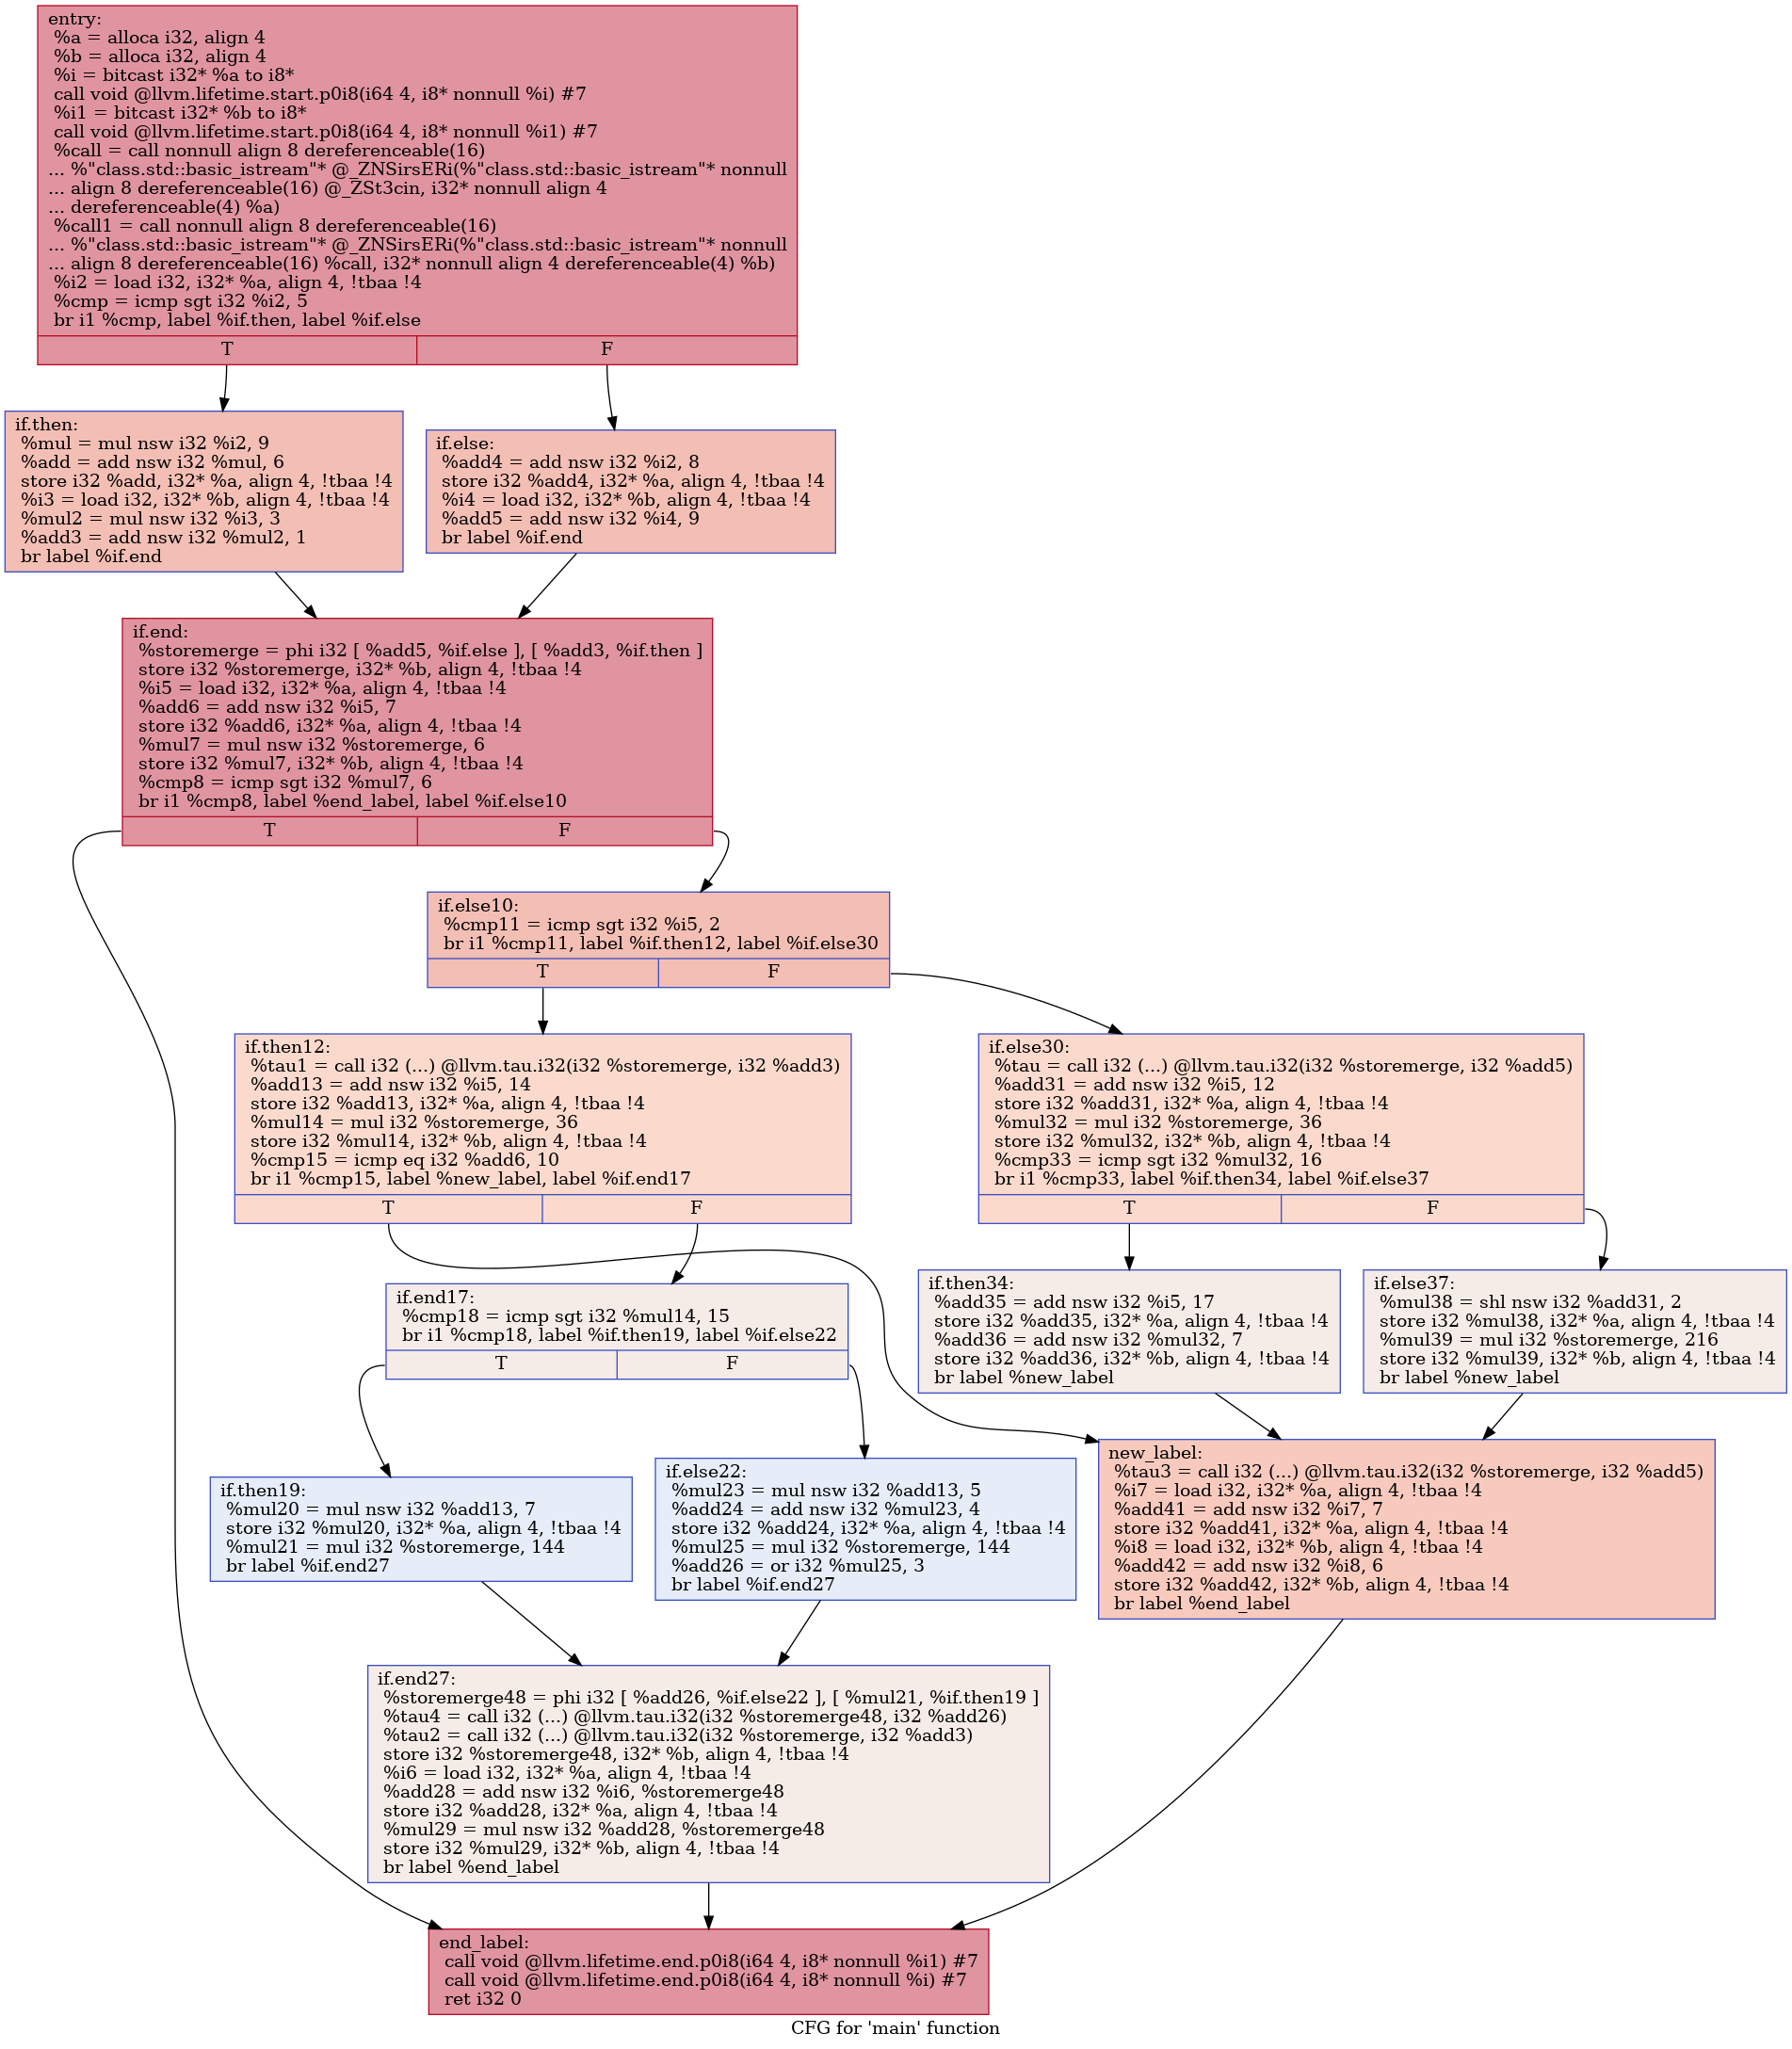 entry:
%a = alloca i32, align 4
%b = alloca i32, align 4
%i = bitcast i32* %a to i8*
call void @llvm.lifetime.start.p0i8(i64 4, i8* nonnull %i) #7
%i1 = bitcast i32* %b to i8*
call void @llvm.lifetime.start.p0i8(i64 4, i8* nonnull %i1) #7
%call = call nonnull align 8 dereferenceable(16)
... %"class.std::basic_istream"* @_ZNSirsERi(%"class.std::basic_istream"* nonnull
... align 8 dereferenceable(16) @_ZSt3cin, i32* nonnull align 4
... dereferenceable(4) %a)
%call1 = call nonnull align 8 dereferenceable(16)
... %"class.std::basic_istream"* @_ZNSirsERi(%"class.std::basic_istream"* nonnull
... align 8 dereferenceable(16) %call, i32* nonnull align 4 dereferenceable(4) %b)
%i2 = load i32, i32* %a, align 4, !tbaa !4
%cmp = icmp sgt i32 %i2, 5
br i1 %cmp, label %if.then, label %if.else
T F
if.then:
%mul = mul nsw i32 %i2, 9
%add = add nsw i32 %mul, 6
store i32 %add, i32* %a, align 4, !tbaa !4
%i3 = load i32, i32* %b, align 4, !tbaa !4
%mul2 = mul nsw i32 %i3, 3
%add3 = add nsw i32 %mul2, 1
br label %if.end
if.else:
%add4 = add nsw i32 %i2, 8
store i32 %add4, i32* %a, align 4, !tbaa !4
%i4 = load i32, i32* %b, align 4, !tbaa !4
%add5 = add nsw i32 %i4, 9
br label %if.end
if.end:
%storemerge = phi i32 [ %add5, %if.else ], [ %add3, %if.then ]
store i32 %storemerge, i32* %b, align 4, !tbaa !4
%i5 = load i32, i32* %a, align 4, !tbaa !4
%add6 = add nsw i32 %i5, 7
store i32 %add6, i32* %a, align 4, !tbaa !4
%mul7 = mul nsw i32 %storemerge, 6
store i32 %mul7, i32* %b, align 4, !tbaa !4
%cmp8 = icmp sgt i32 %mul7, 6
br i1 %cmp8, label %end_label, label %if.else10
T F
if.else10:
%cmp11 = icmp sgt i32 %i5, 2
br i1 %cmp11, label %if.then12, label %if.else30
T F
if.then12:
%tau1 = call i32 (...) @llvm.tau.i32(i32 %storemerge, i32 %add3)
%add13 = add nsw i32 %i5, 14
store i32 %add13, i32* %a, align 4, !tbaa !4
%mul14 = mul i32 %storemerge, 36
store i32 %mul14, i32* %b, align 4, !tbaa !4
%cmp15 = icmp eq i32 %add6, 10
br i1 %cmp15, label %new_label, label %if.end17
T F
if.else30:
%tau = call i32 (...) @llvm.tau.i32(i32 %storemerge, i32 %add5)
%add31 = add nsw i32 %i5, 12
store i32 %add31, i32* %a, align 4, !tbaa !4
%mul32 = mul i32 %storemerge, 36
store i32 %mul32, i32* %b, align 4, !tbaa !4
%cmp33 = icmp sgt i32 %mul32, 16
br i1 %cmp33, label %if.then34, label %if.else37
T F
if.end17:
%cmp18 = icmp sgt i32 %mul14, 15
br i1 %cmp18, label %if.then19, label %if.else22
T F
if.then34:
%add35 = add nsw i32 %i5, 17
store i32 %add35, i32* %a, align 4, !tbaa !4
%add36 = add nsw i32 %mul32, 7
store i32 %add36, i32* %b, align 4, !tbaa !4
br label %new_label
if.else37:
%mul38 = shl nsw i32 %add31, 2
store i32 %mul38, i32* %a, align 4, !tbaa !4
%mul39 = mul i32 %storemerge, 216
store i32 %mul39, i32* %b, align 4, !tbaa !4
br label %new_label
if.then19:
%mul20 = mul nsw i32 %add13, 7
store i32 %mul20, i32* %a, align 4, !tbaa !4
%mul21 = mul i32 %storemerge, 144
br label %if.end27
if.else22:
%mul23 = mul nsw i32 %add13, 5
%add24 = add nsw i32 %mul23, 4
store i32 %add24, i32* %a, align 4, !tbaa !4
%mul25 = mul i32 %storemerge, 144
%add26 = or i32 %mul25, 3
br label %if.end27
new_label:
%tau3 = call i32 (...) @llvm.tau.i32(i32 %storemerge, i32 %add5)
%i7 = load i32, i32* %a, align 4, !tbaa !4
%add41 = add nsw i32 %i7, 7
store i32 %add41, i32* %a, align 4, !tbaa !4
%i8 = load i32, i32* %b, align 4, !tbaa !4
%add42 = add nsw i32 %i8, 6
store i32 %add42, i32* %b, align 4, !tbaa !4
br label %end_label
if.end27:
%storemerge48 = phi i32 [ %add26, %if.else22 ], [ %mul21, %if.then19 ]
%tau4 = call i32 (...) @llvm.tau.i32(i32 %storemerge48, i32 %add26)
%tau2 = call i32 (...) @llvm.tau.i32(i32 %storemerge, i32 %add3)
store i32 %storemerge48, i32* %b, align 4, !tbaa !4
%i6 = load i32, i32* %a, align 4, !tbaa !4
%add28 = add nsw i32 %i6, %storemerge48
store i32 %add28, i32* %a, align 4, !tbaa !4
%mul29 = mul nsw i32 %add28, %storemerge48
store i32 %mul29, i32* %b, align 4, !tbaa !4
br label %end_label
end_label:
call void @llvm.lifetime.end.p0i8(i64 4, i8* nonnull %i1) #7
call void @llvm.lifetime.end.p0i8(i64 4, i8* nonnull %i) #7
ret i32 0
CFG for 'main' function